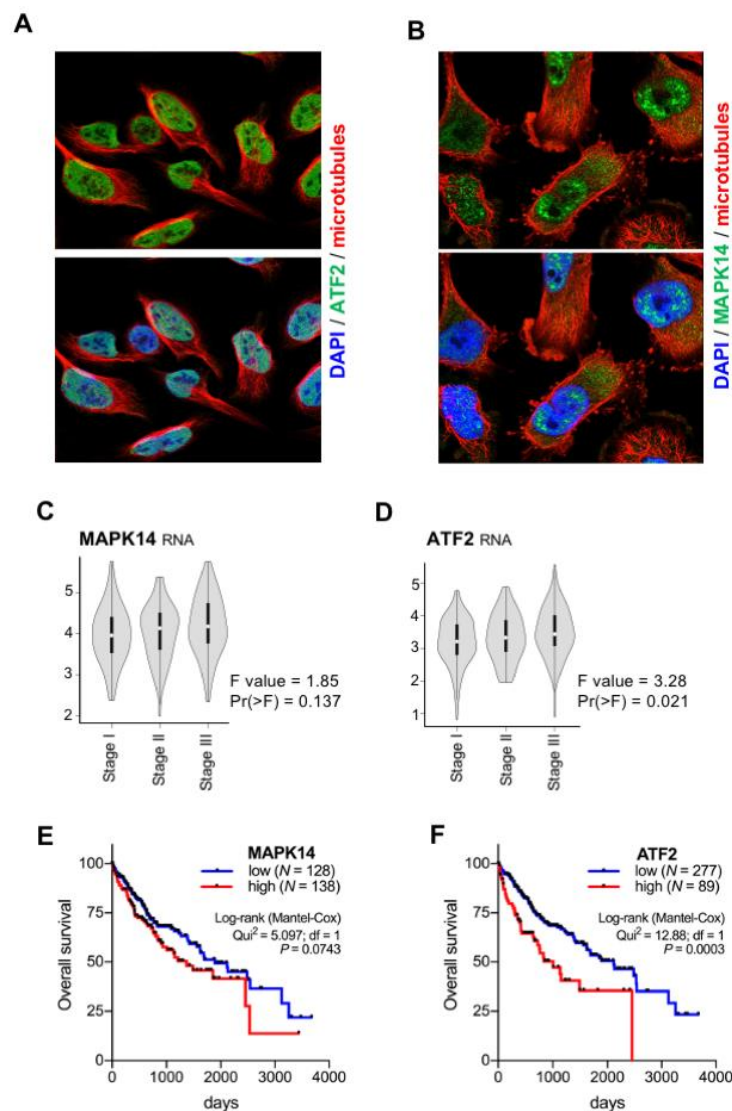 A
DAPI / ATF2 / microtubules
B
DAPI / MAPK14 / microtubules
C
MAPK14 RNA
5
4
3
2
Stage I
Stage II
Stage III
F value = 1.85
Pr(>F) = 0.137
D
ATF2 RNA
5
4
3
2
1
Stage I
Stage II
Stage III
F value = 3.28
Pr(>F) = 0.021
E
MAPK14
low (N = 128)
high (N = 138)
Log-rank (Mantel-Cox)
Qui² = 5.097; df = 1
P = 0.0743
Overall survival
100
75
50
25
0
0 1000 2000 3000 4000
days
F
ATF2
low (N = 277)
high (N = 89)
Log-rank (Mantel-Cox)
Qui² = 12.88; df = 1
P = 0.0003
Overall survival
100
75
50
25
0
0 1000 2000 3000 4000
days